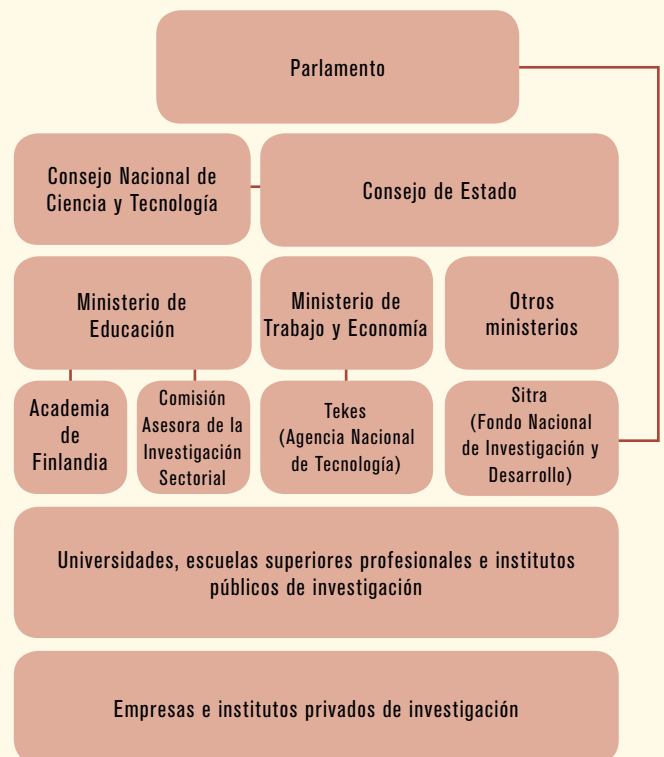 Parlamento
Consejo Nacional de
Ciencia y Tecnología
Consejo de Estado
Ministerio de
Educación
Ministerio de
Trabajo y Economía
Otros
ministerios
Academia
de
Finlandia
Comisión
Asesora de la
Investigación
Sectorial
Tekes
(Agencia Nacional
de Tecnología)
Sitra
(Fondo Nacional
de Investigación y
Desarrollo)
Universidades, escuelas superiores profesionales e institutos
públicos de investigación
Empresas e institutos privados de investigación